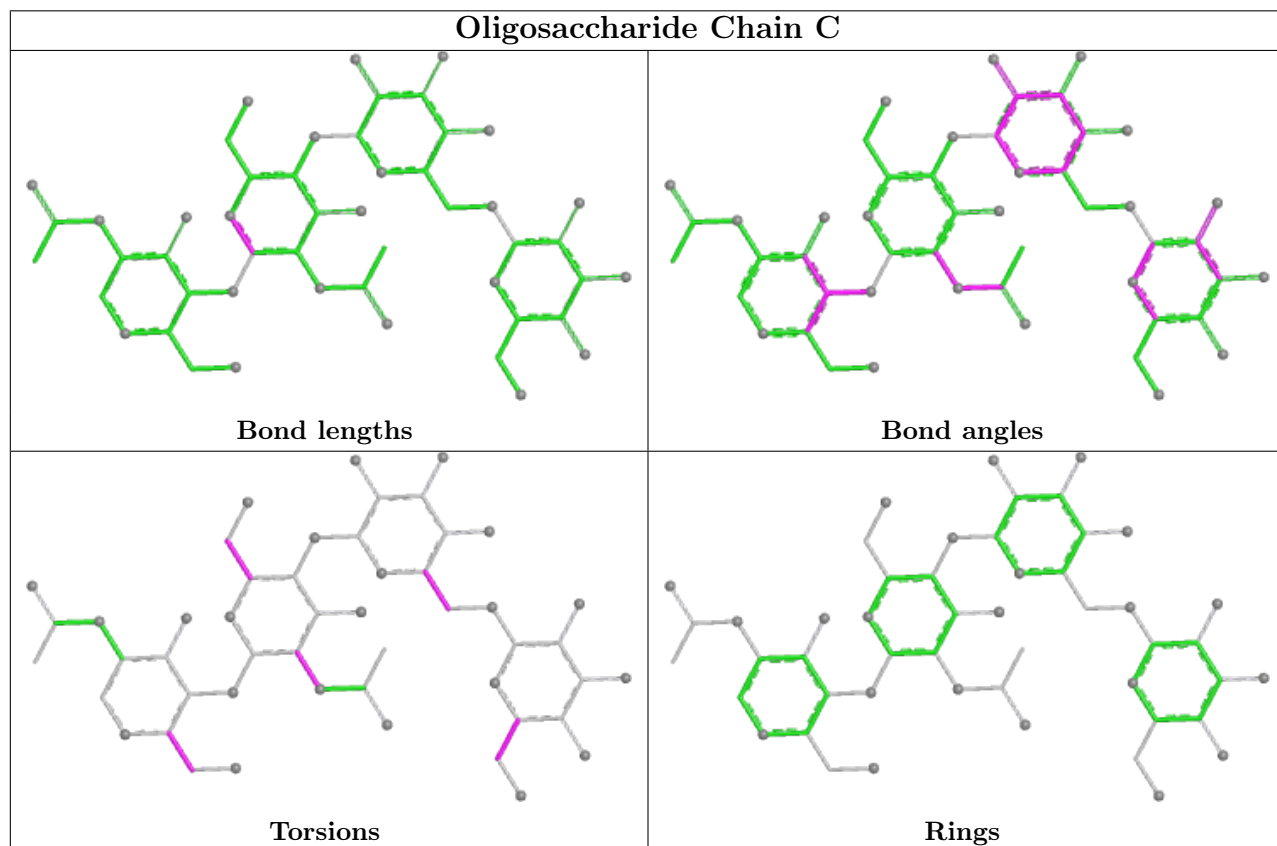 Oligosaccharide Chain C
Bond lengths
Bond angles
Torsions
Rings